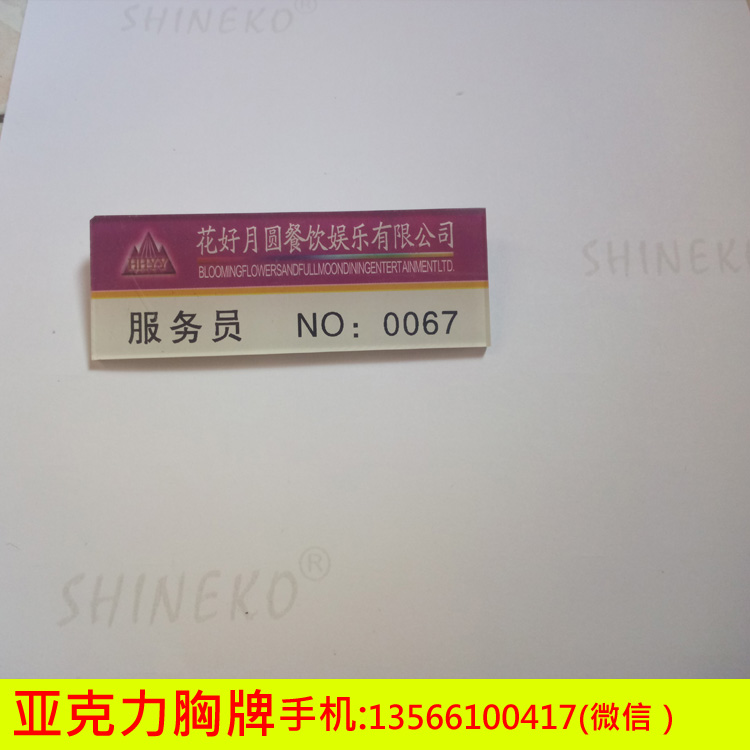 SHINEKO®
花好月圆餐饮娱乐有限公司
BLOOMINGFLOWERSANDFULLMOONDININGENTERTAINMENTLTD.
SHINEKO
服务员 NO：0067
SHINEKO®
亚克力胸牌手机:13566100417(微信）